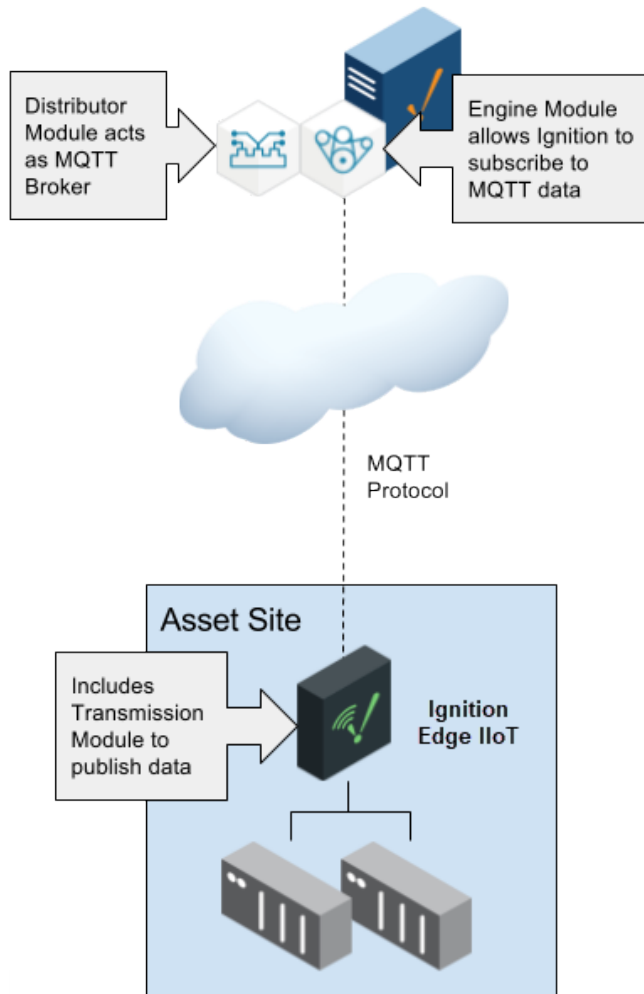 Distributor
Module acts
as MQTT
Broker
Engine Module
allows Ignition to
subscribe to
MQTT data
MQTT
Protocol
Asset Site
Includes
Transmission
Module to
publish data
Ignition
Edge IIoT